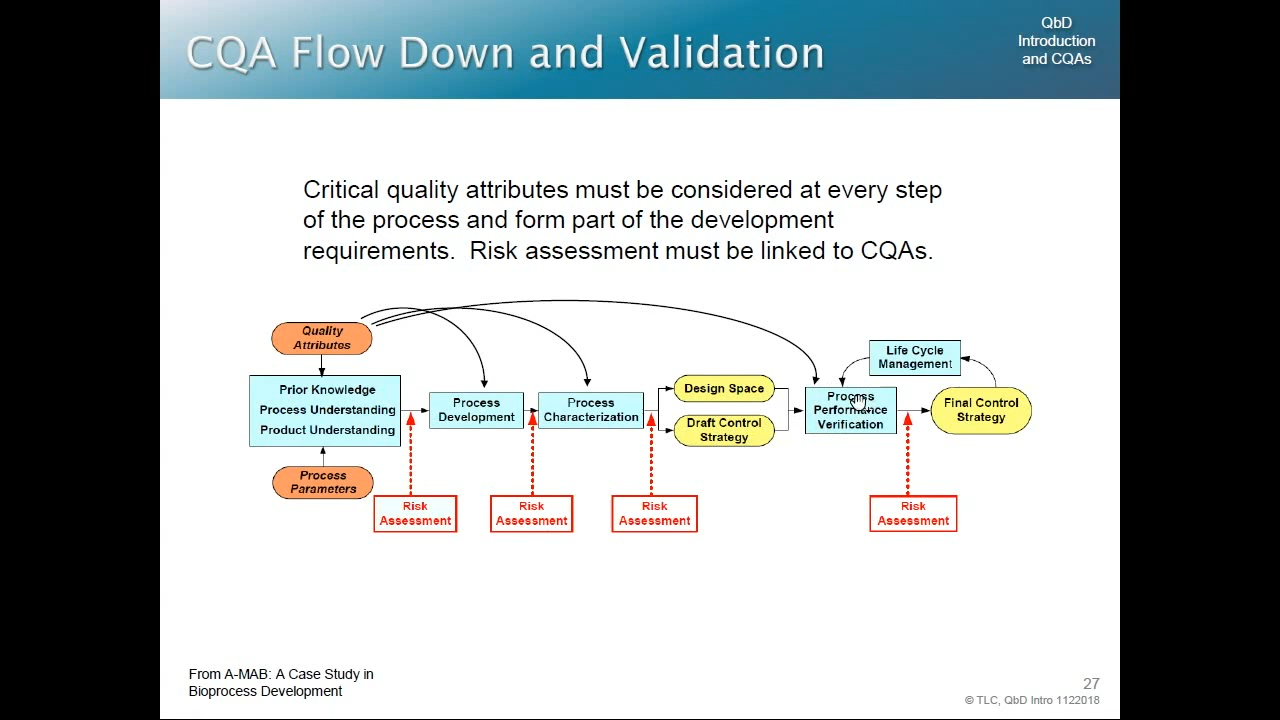 CQA Flow Down and Validation
QbD
Introduction
and CQAs
Critical quality attributes must be considered at every step
of the process and form part of the development
requirements.  Risk assessment must be linked to CQAs.
Quality
Attributes
Prior Knowledge
Process Understanding
Product Understanding
Process
Parameters
Process
Development
Process
Characterization
Design Space
Draft Control
Strategy
Process
Performance
Verification
Life Cycle
Management
Final Control
Strategy
Risk
Assessment
Risk
Assessment
Risk
Assessment
Risk
Assessment
From A-MAB: A Case Study in
Bioprocess Development
27
© TLC, QbD Intro 1122018